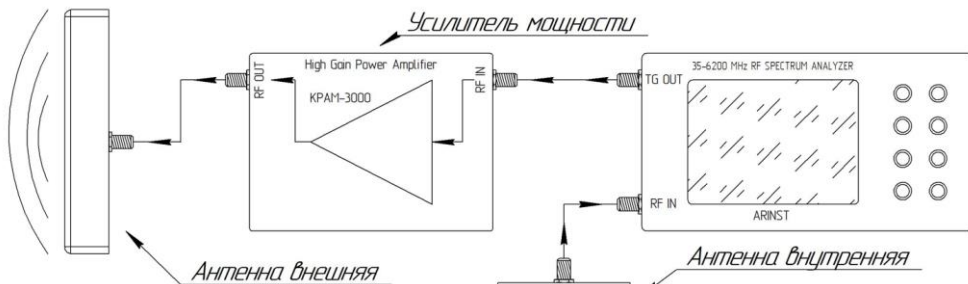 Усилитель мощности
High Gain Power Amplifier
KPAM-3000
RF OUT
RF IN
35-6200 MHz RF SPECTRUM ANALYZER
TG OUT
RF IN
ARINST
Антенна внешняя
Антенна внутренняя